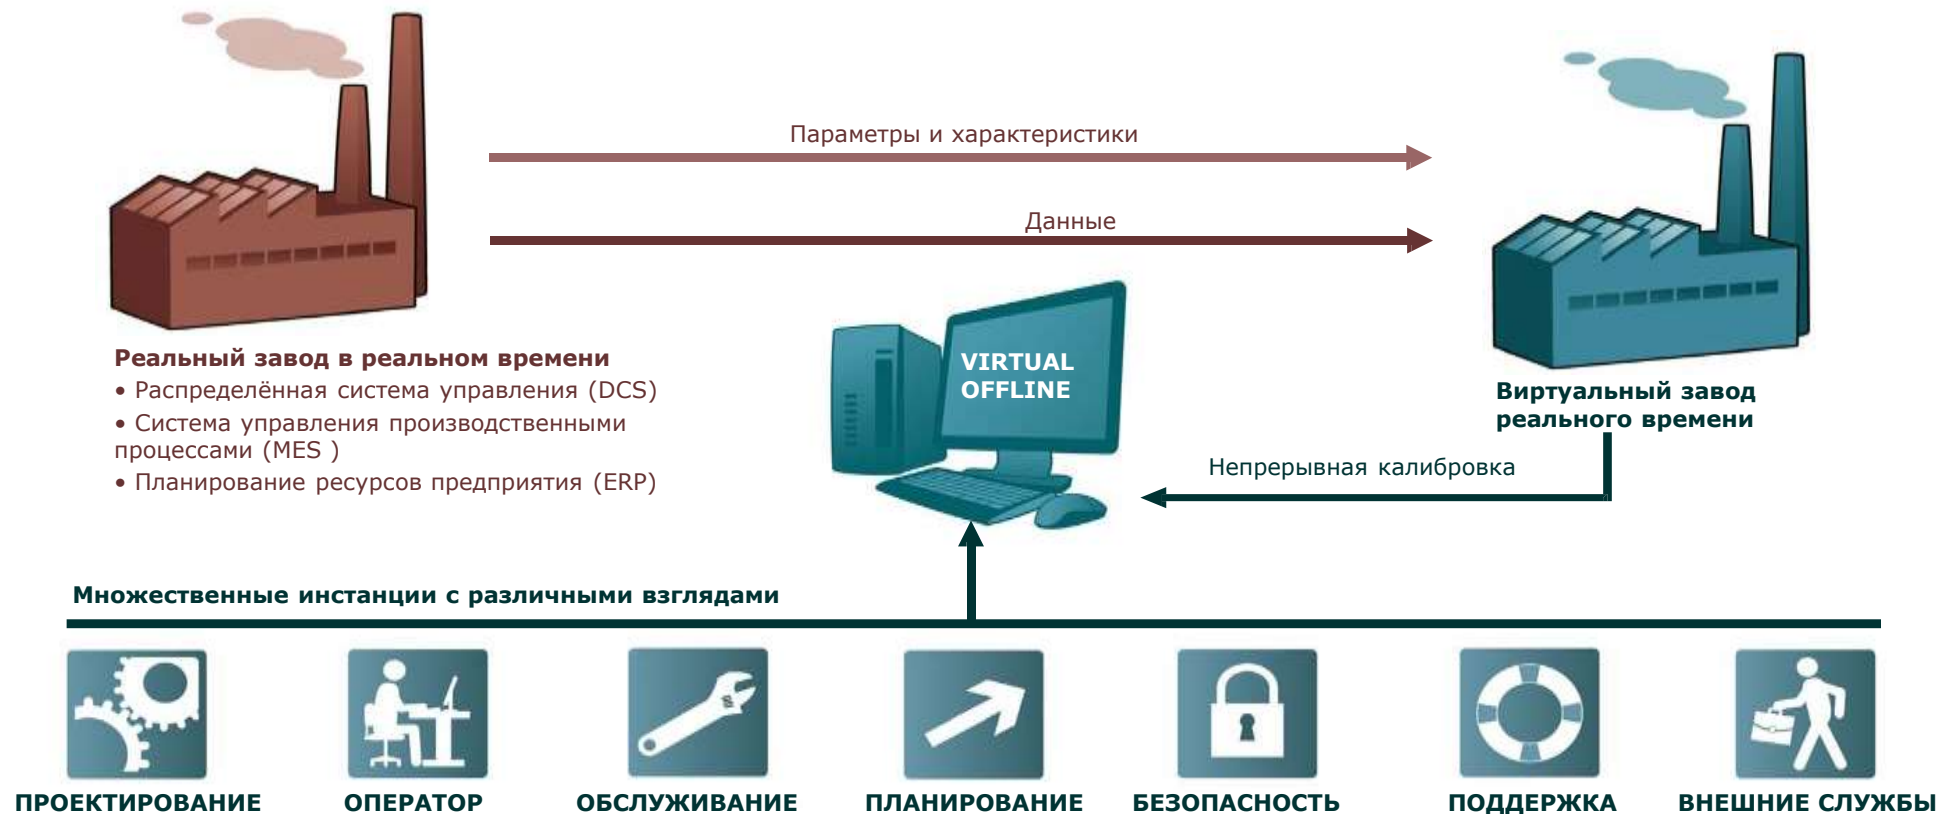 Параметры и характеристики
Данные
VIRTUAL
OFFLINE
Реальный завод в реальном времени
• Распределённая система управления (DCS)
• Система управления производственными
процессами (MES )
• Планирование ресурсов предприятия (ERP)
Виртуальный завод
реального времени
Непрерывная калибровка
Множественные инстанции с различными взглядами
ПРОЕКТИРОВАНИЕ
ОПЕРАТОР
ОБСЛУЖИВАНИЕ
ПЛАНИРОВАНИЕ
БЕЗОПАСНОСТЬ
ПОДДЕРЖКА
ВНЕШНИЕ СЛУЖБЫ